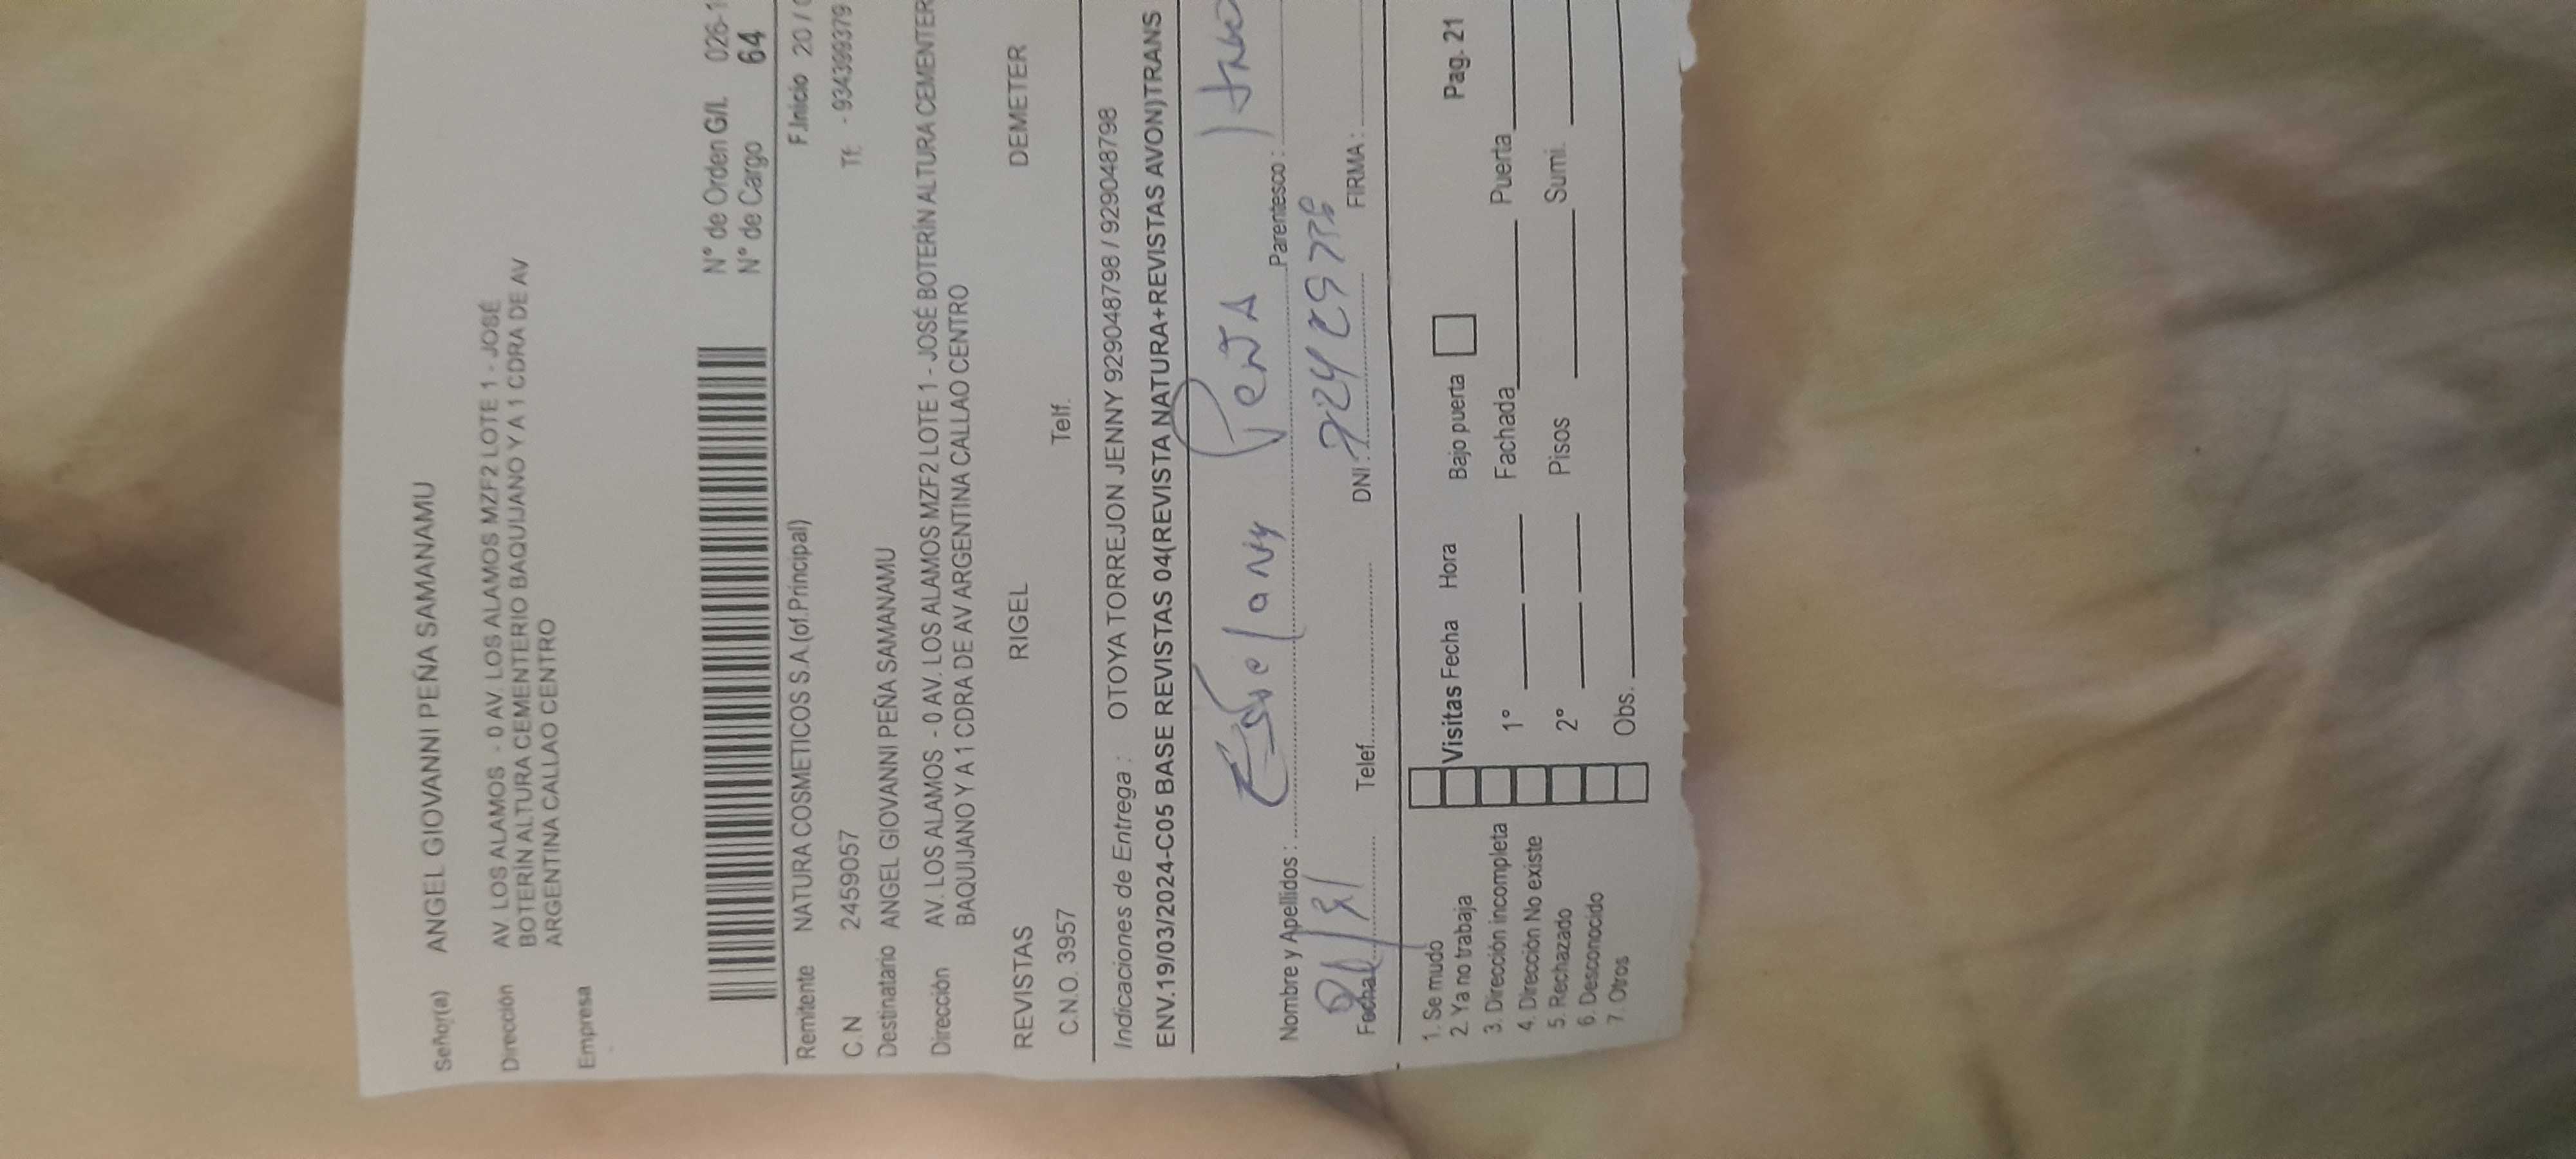 Señor(a) ANGEL GIOVANNI PEÑA SAMANAMU
Dirección AV. LOS ALAMOS - 0 AV. LOS ALAMOS MZF2 LOTE 1 - JOSÉ
BOTERIN ALTURA CEMENTERIO BAQUIJANO Y A 1 CDRA DE AV
ARGENTINA CALLAO CENTRO
Empresa
N° de Orden G/L 026-1
N° de Cargo 64
Remitente NATURA COSMETICOS S.A.(of.Principal) F.Inicio 20 / 0
C.N 24459057 Tf: - 934399379
Destinatario ANGEL GIOVANNI PEÑA SAMANAMU
Dirección AV. LOS ALAMOS - 0 AV. LOS ALAMOS MZF2 LOTE 1 - JOSÉ BOTERIN ALTURA CEMENTER
BAQUIJANO Y A 1 CDRA DE AV ARGENTINA CALLAO CENTRO
REVISTAS RIGEL DEMETER
C.N.O. 3957 Telf.
Indicaciones de Entrega : OTOYA TORREJON JENNY 929048798 / 929048798
ENV.19/03/2024-C05 BASE REVISTAS 04(REVISTA NATURA+REVISTAS AVON)TRANS
Nombre y Apellidos : PeñA Parentesco :
Fecha Telef. DNI : FIRMA :
1. Se mudo
2. Ya no trabaja Visitas Fecha Hora Bajo puerta Pag. 21
3. Dirección incompleta 1° Fachada Puerta
4. Dirección No existe
5. Rechazado 2° Pisos Sumi.
6. Desconocido
7. Otros Obs.